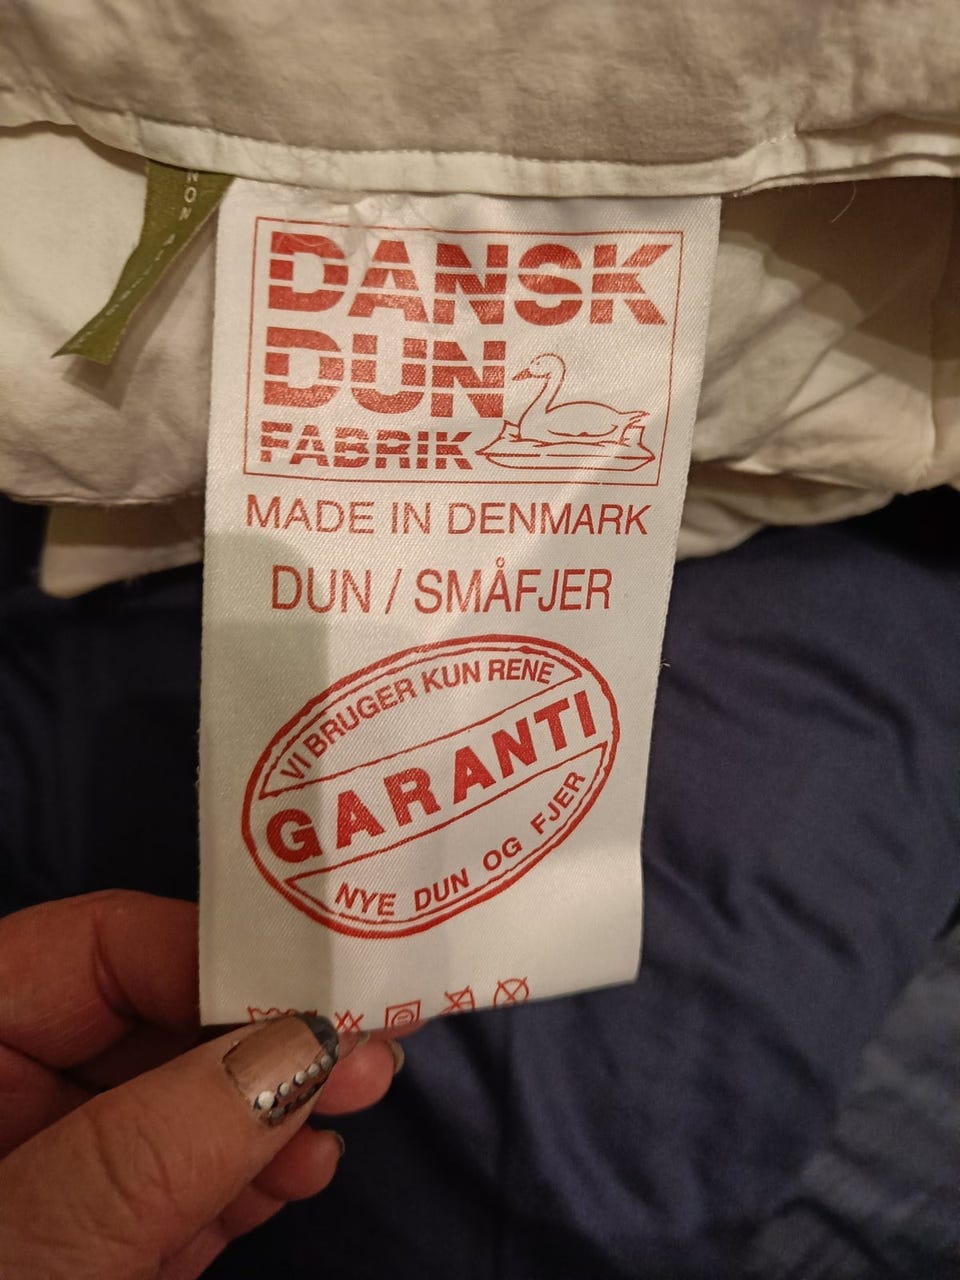 DANSK
DUN
FABRIK
MADE IN DENMARK
DUN / SMÅFJER
VI BRUGER KUN RENE
GARANTI
NYE DUN OG FJER